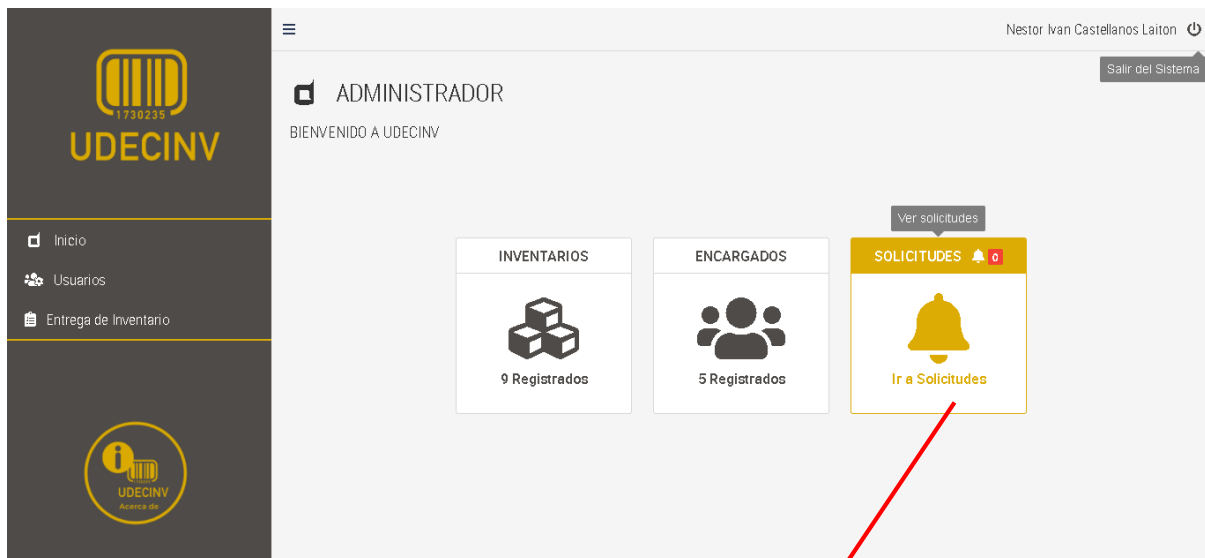 Nestor Ivan Castellanos Laiton
Salir del Sistema
1730235
UDECINV
ADMINISTRADOR
BIENVENIDO A UDECINV
Inicio
Usuarios
Entrega de Inventario
Ver solicitudes
INVENTARIOS
ENCARGADOS
SOLICITUDES 0
9 Registrados
5 Registrados
Ir a Solicitudes
UDECINV
Acerca de